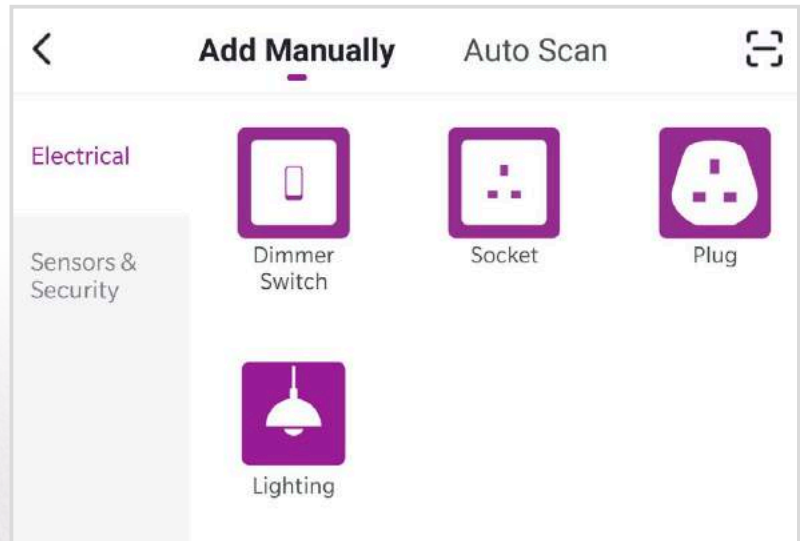 Add Manually
Auto Scan
Electrical
Sensors &
Security
Dimmer
Switch
Socket
Plug
Lighting